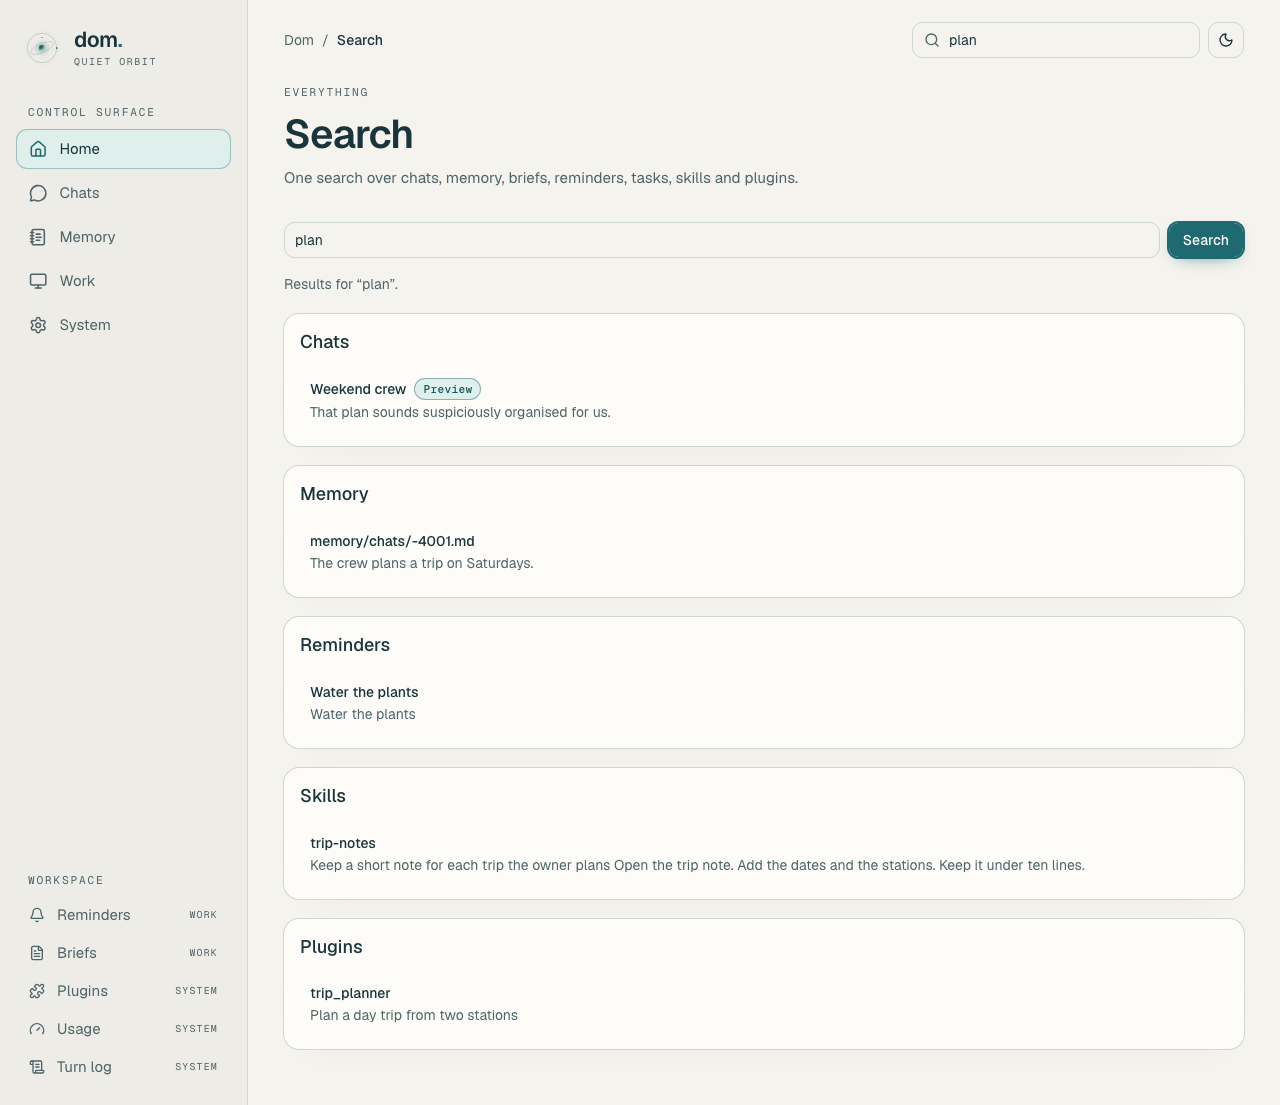 dom.
QUIET ORBIT
CONTROL SURFACE
Home
Chats
Memory
Work
System
WORKSPACE
Reminders WORK
Briefs WORK
Plugins SYSTEM
Usage SYSTEM
Turn log SYSTEM
Dom / Search
plan
EVERYTHING
Search
One search over chats, memory, briefs, reminders, tasks, skills and plugins.
plan Search
Results for “plan”.
Chats
Weekend crew Preview
That plan sounds suspiciously organised for us.
Memory
memory/chats/-4001.md
The crew plans a trip on Saturdays.
Reminders
Water the plants
Water the plants
Skills
trip-notes
Keep a short note for each trip the owner plans Open the trip note. Add the dates and the stations. Keep it under ten lines.
Plugins
trip_planner
Plan a day trip from two stations